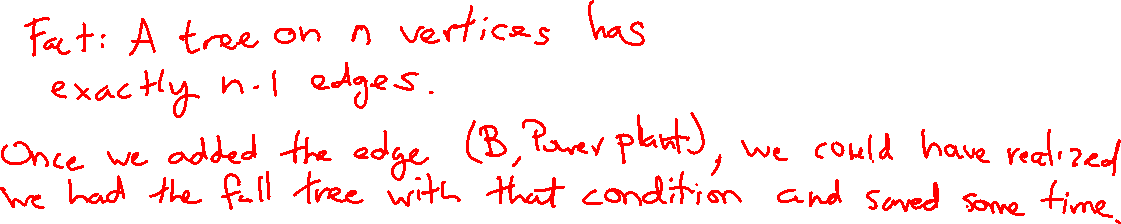 Fact: A tree on n vertices has
exactly n-1 edges.
Once we added the edge (B, Power plant), we could have realized
we had the full tree with that condition and saved some time.